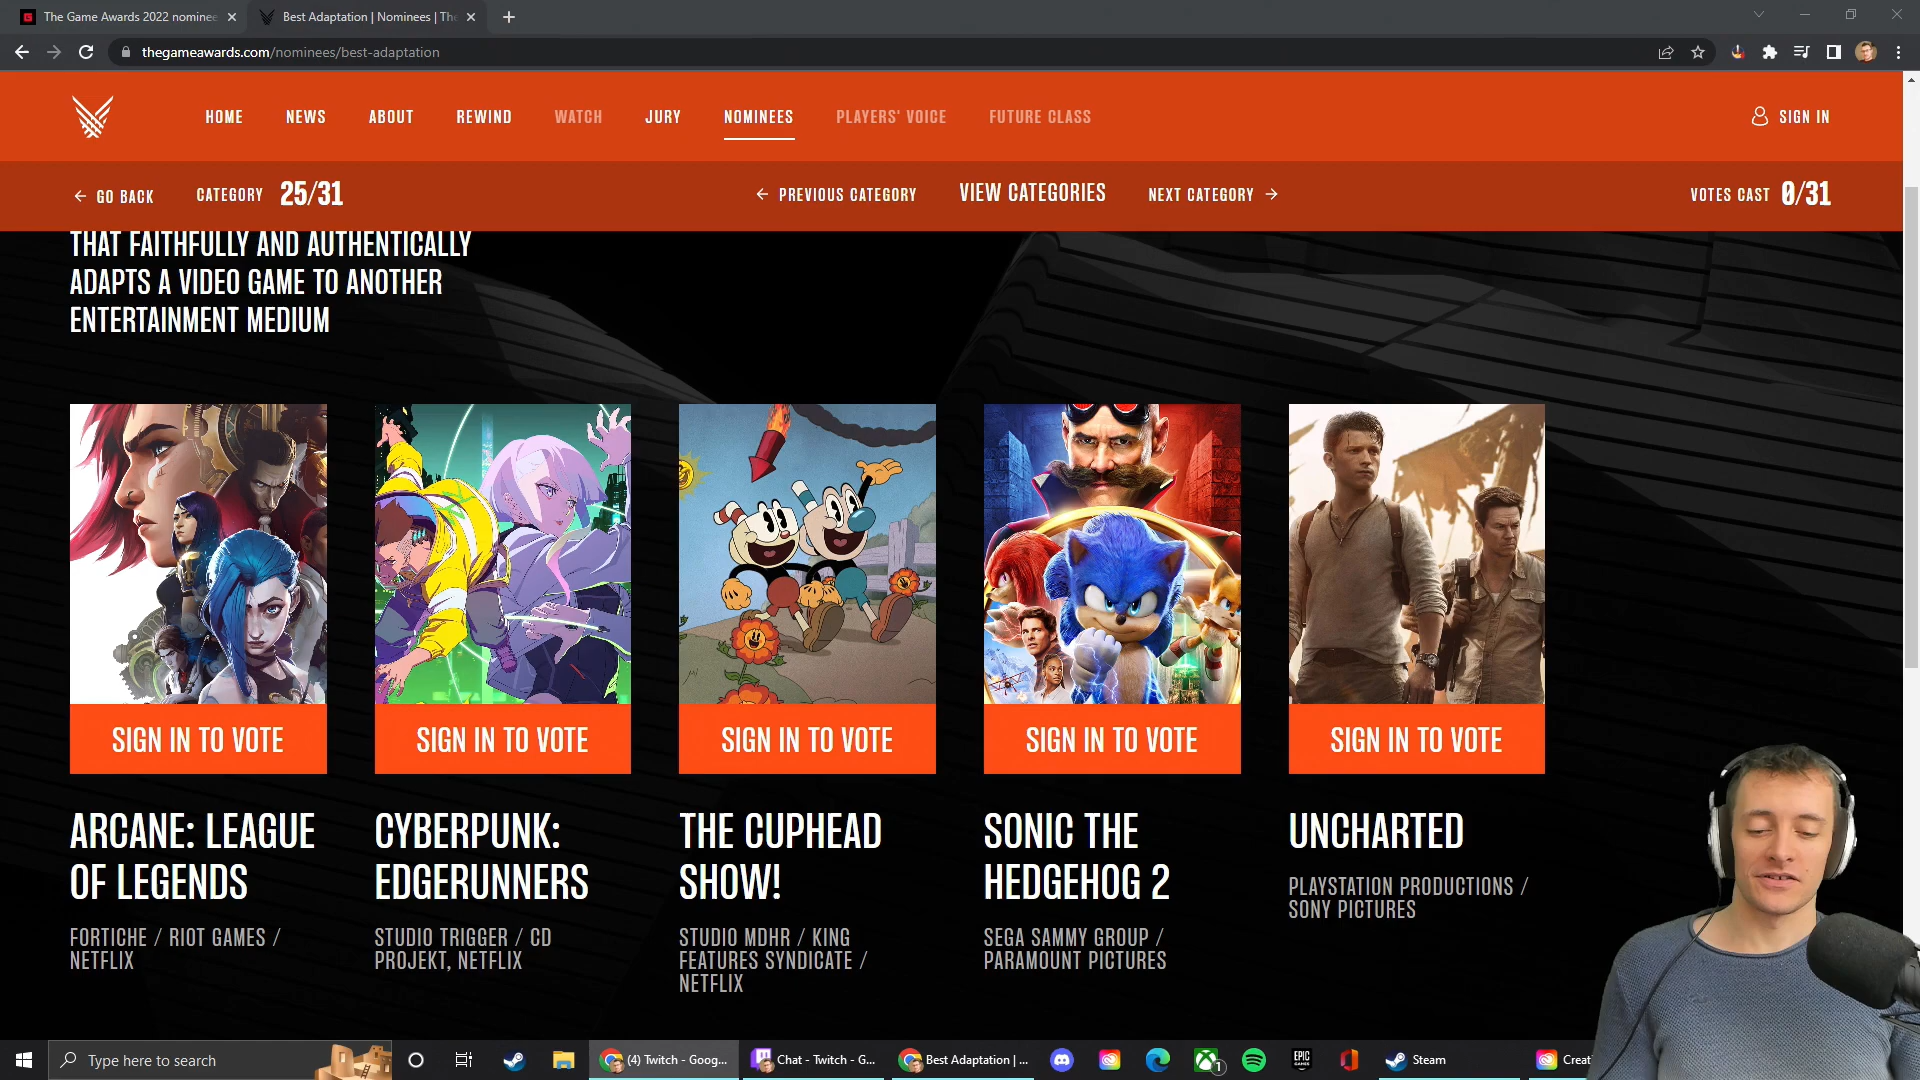 The Game Awards 2022 nominee
Best Adaptation | Nominees | The
thegameawards.com/nominees/best-adaptation
HOME
NEWS
ABOUT
REWIND
WATCH
JURY
NOMINEES
PLAYERS' VOICE
FUTURE CLASS
SIGN IN
GO BACK
CATEGORY 25/31
PREVIOUS CATEGORY
VIEW CATEGORIES
NEXT CATEGORY
VOTES CAST 0/31
THAT FAITHFULLY AND AUTHENTICALLY
ADAPTS A VIDEO GAME TO ANOTHER
ENTERTAINMENT MEDIUM
SIGN IN TO VOTE
SIGN IN TO VOTE
SIGN IN TO VOTE
SIGN IN TO VOTE
SIGN IN TO VOTE
ARCANE: LEAGUE
OF LEGENDS
FORTICHE / RIOT GAMES /
NETFLIX
CYBERPUNK:
EDGERUNNERS
STUDIO TRIGGER / CD
PROJEKT, NETFLIX
THE CUPHEAD
SHOW!
STUDIO MDHR / KING
FEATURES SYNDICATE /
NETFLIX
SONIC THE
HEDGEHOG 2
SEGA SAMMY GROUP /
PARAMOUNT PICTURES
UNCHARTED
PLAYSTATION PRODUCTIONS /
SONY PICTURES
Type here to search
(4) Twitch - Goog...
Chat - Twitch - G...
Best Adaptation | ...
1
EPIC
GAMES
Steam
Creat